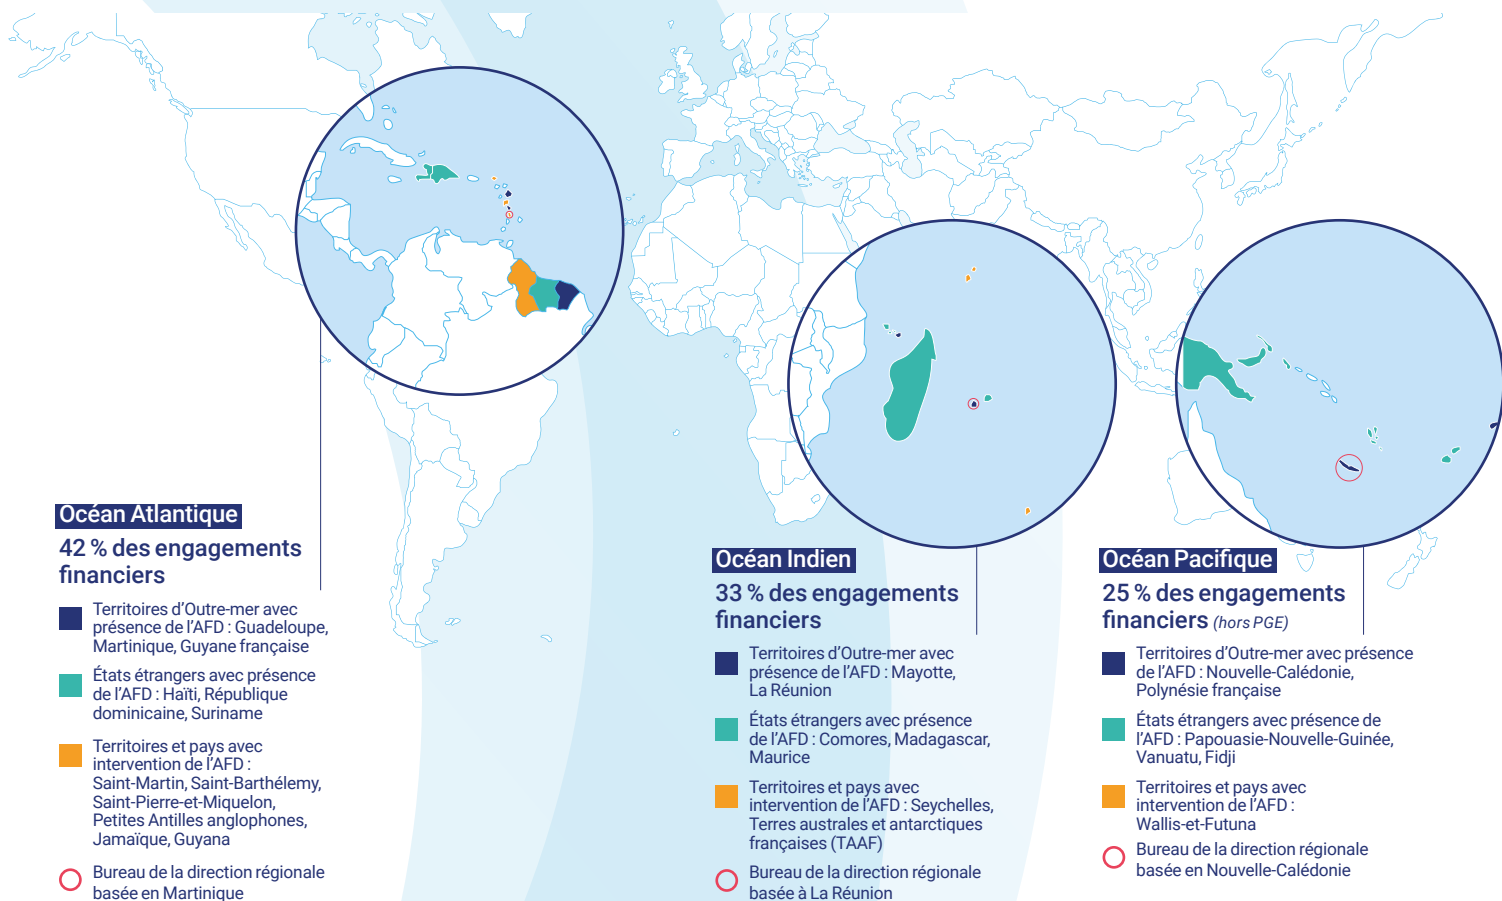 Océan Atlantique
42 % des engagements
financiers
Territoires d'Outre-mer avec
présence de l'AFD : Guadeloupe,
Martinique, Guyane française
États étrangers avec présence
de l'AFD : Haïti, République
dominicaine, Suriname
Territoires et pays avec
intervention de l'AFD :
Saint-Martin, Saint-Barthélemy,
Saint-Pierre-et-Miquelon,
Petites Antilles anglophones,
Jamaïque, Guyana
Bureau de la direction régionale
basée en Martinique
Océan Indien
33 % des engagements
financiers
Territoires d'Outre-mer avec
présence de l'AFD : Mayotte,
La Réunion
États étrangers avec présence
de l'AFD : Comores, Madagascar,
Maurice
Territoires et pays avec
intervention de l'AFD : Seychelles,
Terres australes et antarctiques
françaises (TAAF)
Bureau de la direction régionale
basée à La Réunion
Océan Pacifique
25 % des engagements
financiers (hors PGE)
Territoires d'Outre-mer avec présence
de l'AFD : Nouvelle-Calédonie,
Polynésie française
États étrangers avec présence de
l'AFD : Papouasie-Nouvelle-Guinée,
Vanuatu, Fidji
Territoires et pays avec
intervention de l'AFD :
Wallis-et-Futuna
Bureau de la direction régionale
basée en Nouvelle-Calédonie